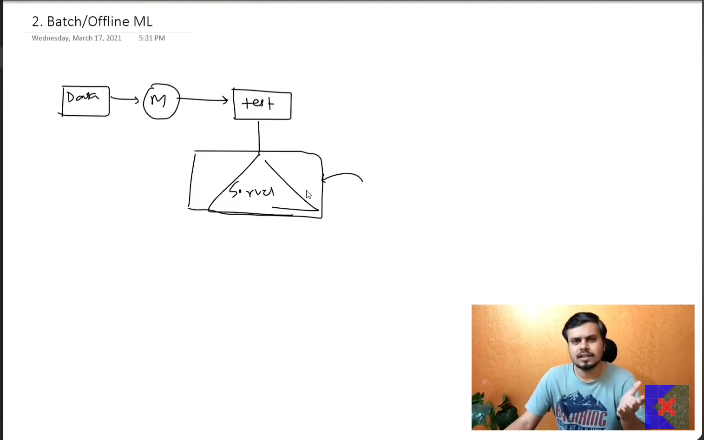 2. Batch/Offline ML
Wednesday, March 17, 2021 5:31 PM
Data
M
test
Server